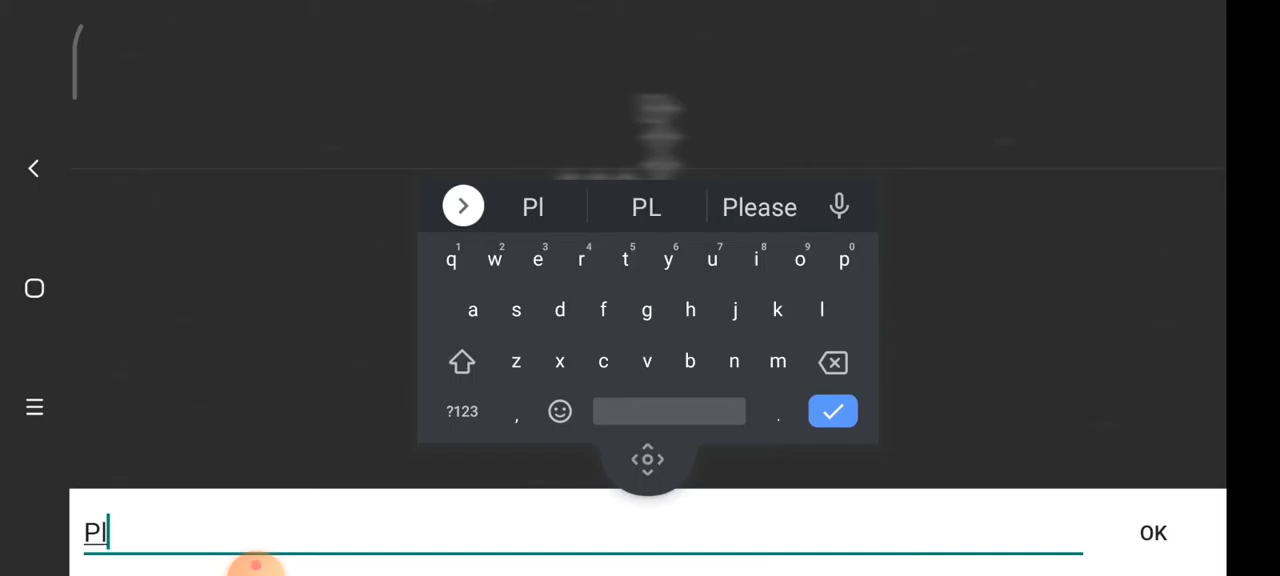 Pl PL Please
1 2 3 4 5 6 7 8 9 0
q w e r t y u i o p
a s d f g h j k l
z x c v b n m
?123 , .
Pl OK